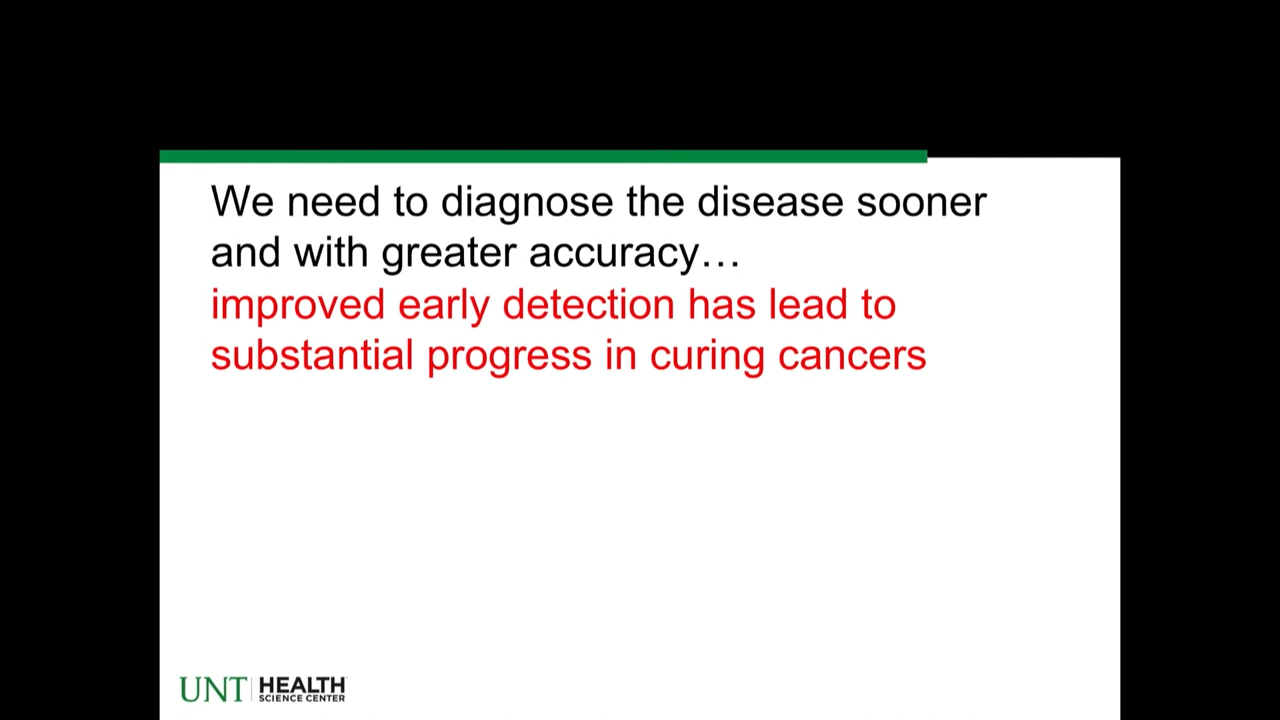 We need to diagnose the disease sooner
and with greater accuracy…
improved early detection has lead to
substantial progress in curing cancers
UNT HEALTH
SCIENCE CENTER